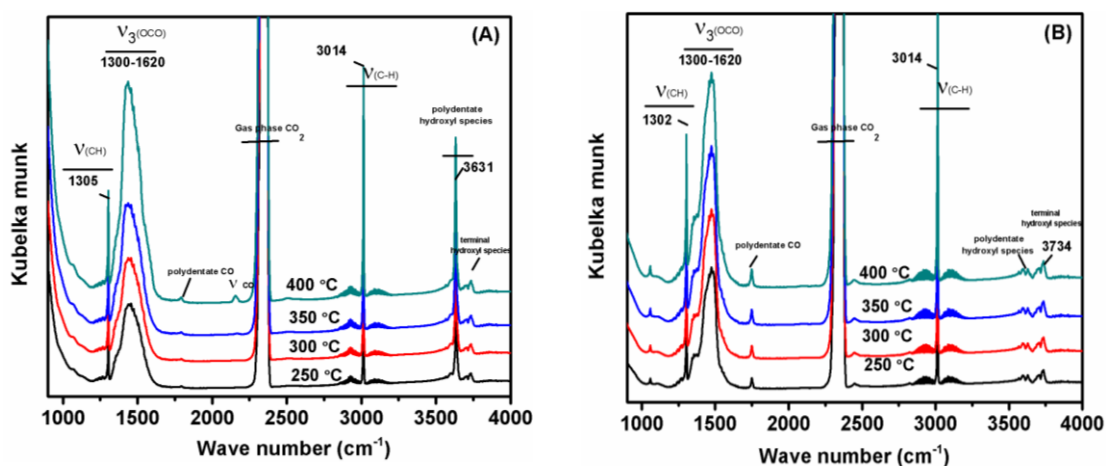 ν3(OCO)
1300-1620
(A)
3014
ν(C-H)
polydentate
hydroxyl species
Gas phase CO2
3631
ν(CH)
1305
terminal
hydroxyl species
polydentate CO
ν CO
400 °C
350 °C
300 °C
250 °C
Kubelka munk
1000 1500 2000 2500 3000 3500 4000
Wave number (cm-1)
ν3(OCO)
1300-1620
(B)
3014
ν(C-H)
ν(CH)
1302
Gas phase CO2
terminal
hydroxyl species
polydentate
hydroxyl species
3734
polydentate CO
400 °C
350 °C
300 °C
250 °C
Kubelka munk
1000 1500 2000 2500 3000 3500 4000
Wave number (cm-1)